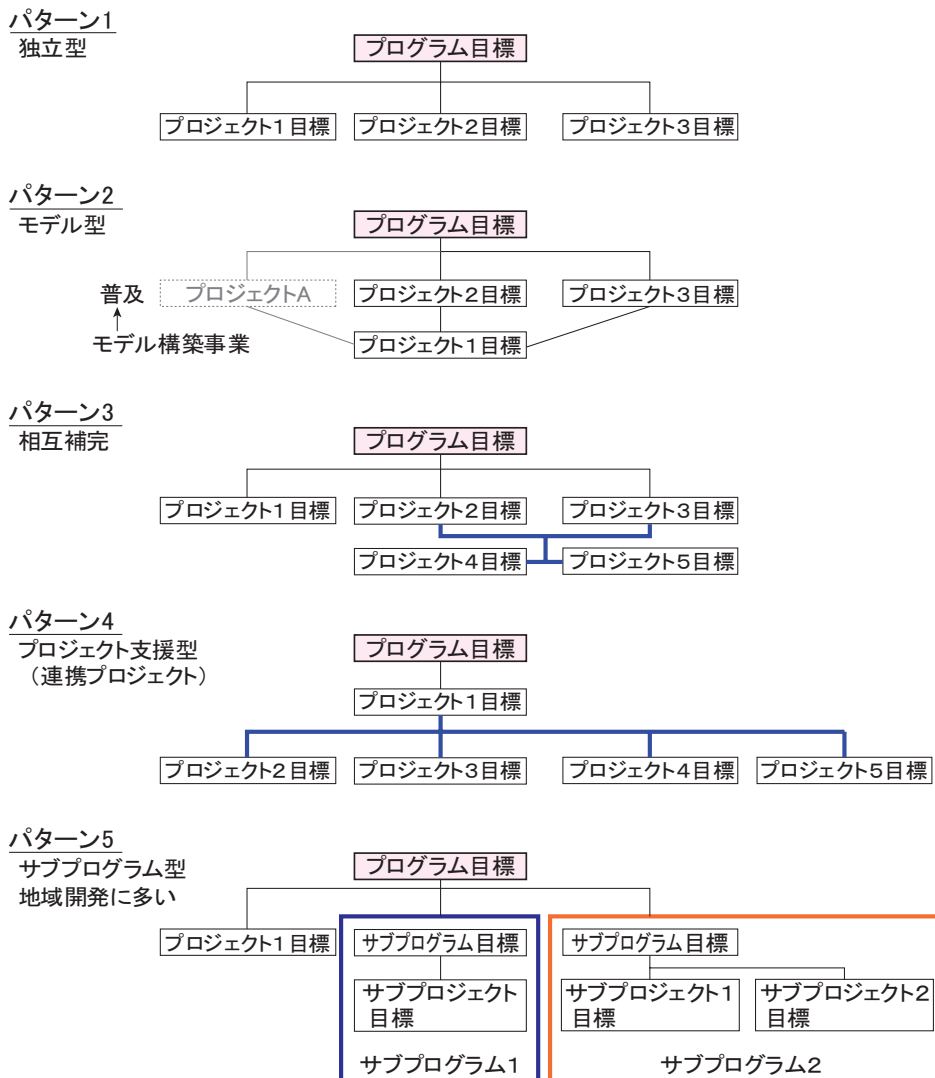 パターン1
独立型
プログラム目標
プロジェクト1目標
プロジェクト2目標
プロジェクト3目標
パターン2
モデル型
プログラム目標
普及
プロジェクトA
プロジェクト2目標
プロジェクト3目標
モデル構築事業
プロジェクト1目標
パターン3
相互補完
プログラム目標
プロジェクト1目標
プロジェクト2目標
プロジェクト3目標
プロジェクト4目標
プロジェクト5目標
パターン4
プロジェクト支援型
（連携プロジェクト）
プログラム目標
プロジェクト1目標
プロジェクト2目標
プロジェクト3目標
プロジェクト4目標
プロジェクト5目標
パターン5
サブプログラム型
地域開発に多い
プログラム目標
プロジェクト1目標
サブプログラム目標
サブプロジェクト
目標
サブプログラム1
サブプログラム目標
サブプロジェクト1
目標
サブプロジェクト2
目標
サブプログラム2